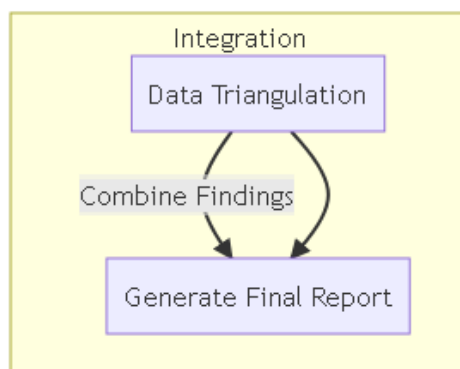 Integration
Data Triangulation
Combine Findings
Generate Final Report